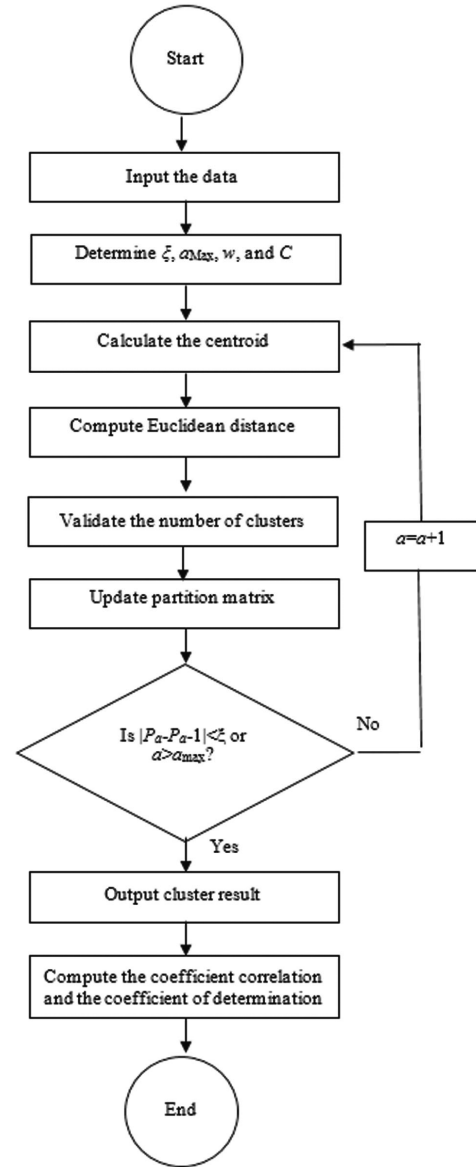 Start
Input the data
Determine ξ, aMax, w, and C
Calculate the centroid
Compute Euclidean distance
Validate the number of clusters
a=a+1
Update partition matrix
Is |Pa-Pa-1|<ξ or
a>amax?
No
Yes
Output cluster result
Compute the coefficient correlation
and the coefficient of determination
End